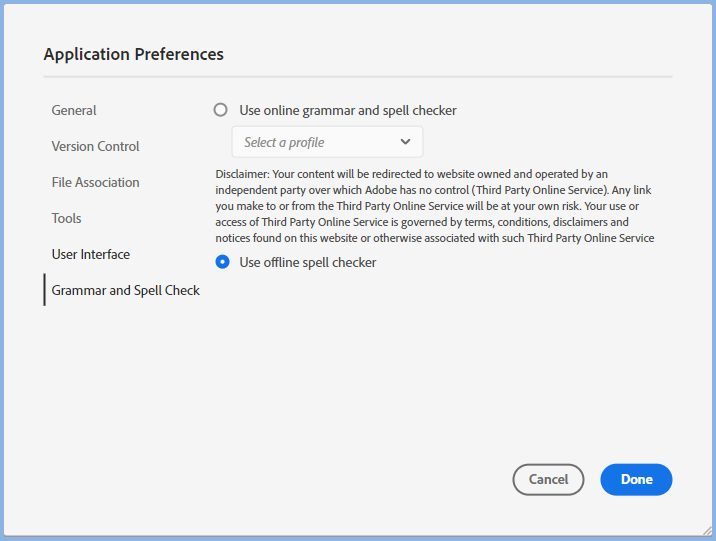 Application Preferences
General
Version Control
File Association
Tools
User Interface
Grammar and Spell Check
Use online grammar and spell checker
Select a profile
Disclaimer: Your content will be redirected to website owned and operated by an
independent party over which Adobe has no control (Third Party Online Service). Any link
you make to or from the Third Party Online Service will be at your own risk. Your use or
access of Third Party Online Service is governed by terms, conditions, disclaimers and
notices found on this website or otherwise associated with such Third Party Online Service
Use offline spell checker
Cancel
Done